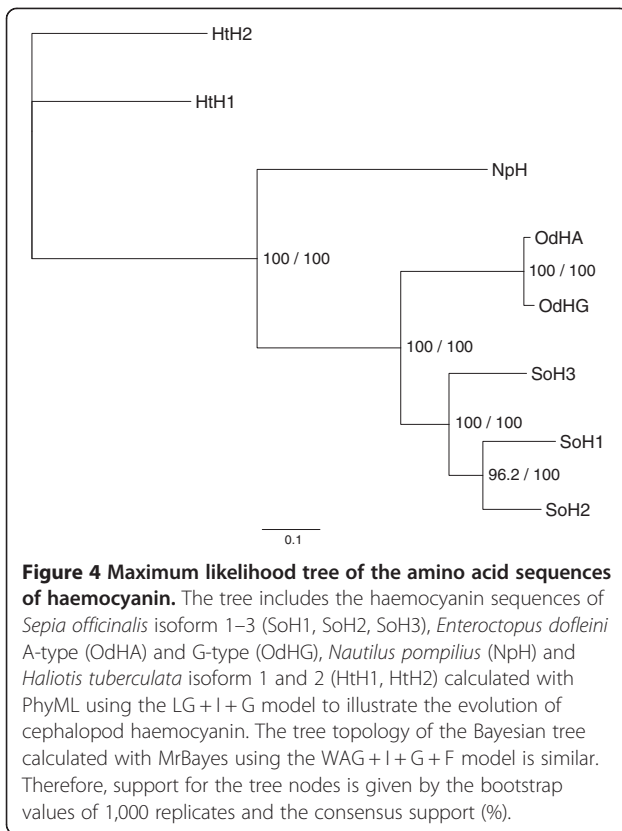 HtH2
HtH1
NpH
OdHA
100 / 100
100 / 100
OdHG
100 / 100
SoH3
100 / 100
SoH1
96.2 / 100
SoH2
0.1
Figure 4 Maximum likelihood tree of the amino acid sequences
of haemocyanin. The tree includes the haemocyanin sequences of
Sepia officinalis isoform 1–3 (SoH1, SoH2, SoH3), Enteroctopus dofleini
A-type (OdHA) and G-type (OdHG), Nautilus pompilius (NpH) and
Haliotis tuberculata isoform 1 and 2 (HtH1, HtH2) calculated with
PhyML using the LG + I + G model to illustrate the evolution of
cephalopod haemocyanin. The tree topology of the Bayesian tree
calculated with MrBayes using the WAG + I + G + F model is similar.
Therefore, support for the tree nodes is given by the bootstrap
values of 1,000 replicates and the consensus support (%).